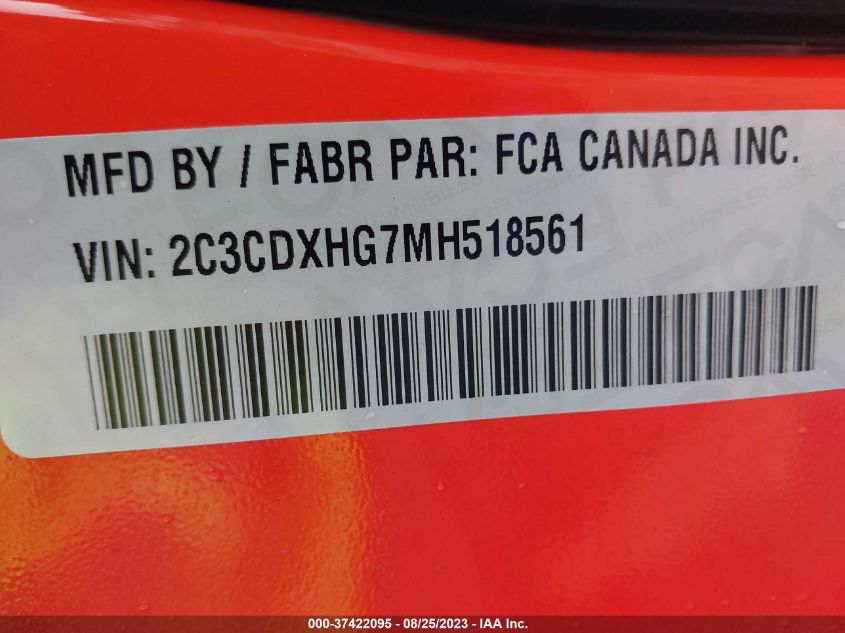 MFD BY / FABR PAR: FCA CANADA INC.
VIN: 2C3CDXHG7MH518561
000-37422095 - 08/25/2023 - IAA Inc.